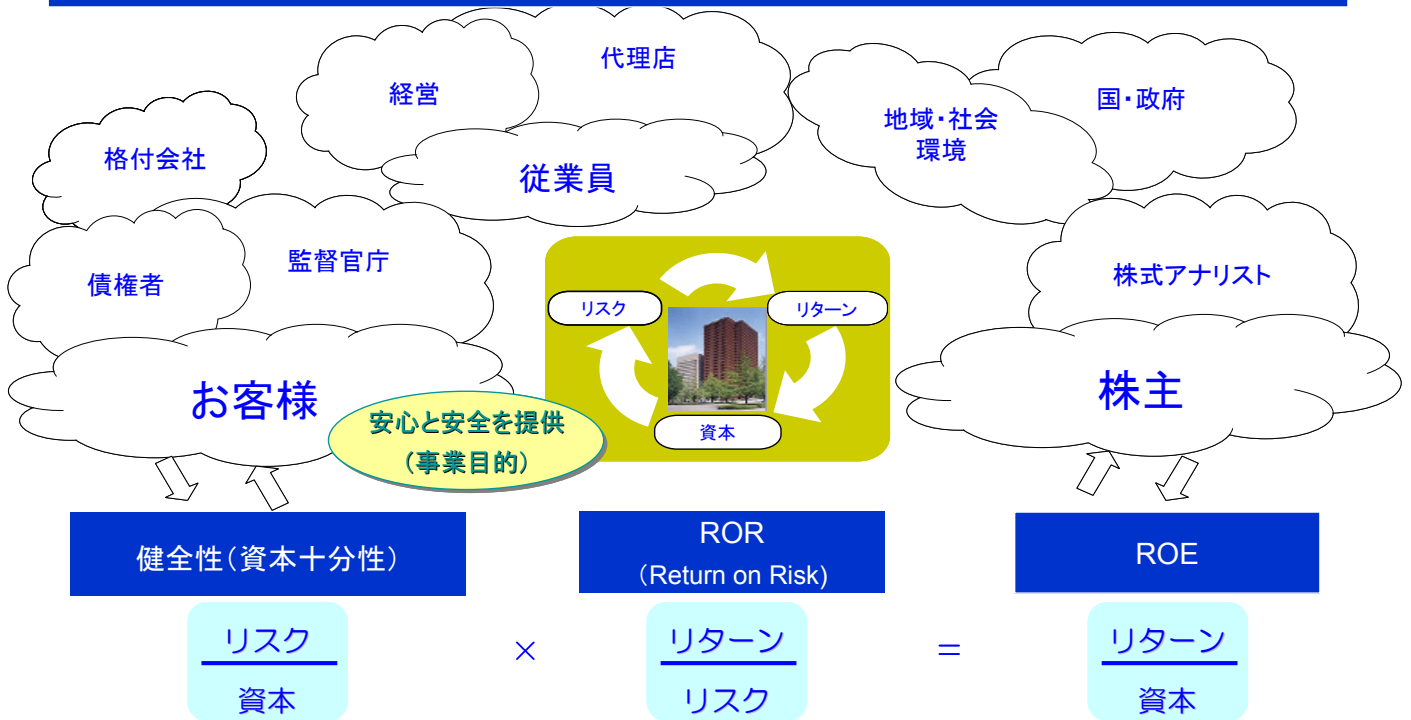 代理店
経営
国・政府
地域・社会
環境
格付会社
従業員
監督官庁
債権者
株式アナリスト
リスク
リターン
お客様
株主
安心と安全を提供
(事業目的)
資本
健全性(資本十分性)
ROR
(Return on Risk)
ROE
リスク
資本
×
リターン
リスク
=
リターン
資本